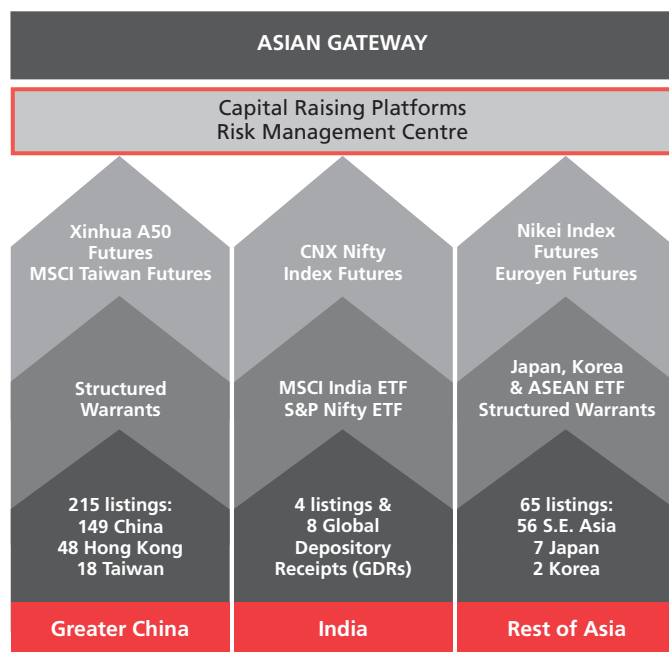 ASIAN GATEWAY
Capital Raising Platforms
Risk Management Centre
Xinhua A50
Futures
MSCI Taiwan Futures
CNX Nifty
Index Futures
Nikei Index
Futures
Euroyen Futures
Structured
Warrants
MSCI India ETF
S&P Nifty ETF
Japan, Korea
& ASEAN ETF
Structured Warrants
215 listings:
149 China
48 Hong Kong
18 Taiwan
4 listings &
8 Global
Depository
Receipts (GDRs)
65 listings:
56 S.E. Asia
7 Japan
2 Korea
Greater China
India
Rest of Asia